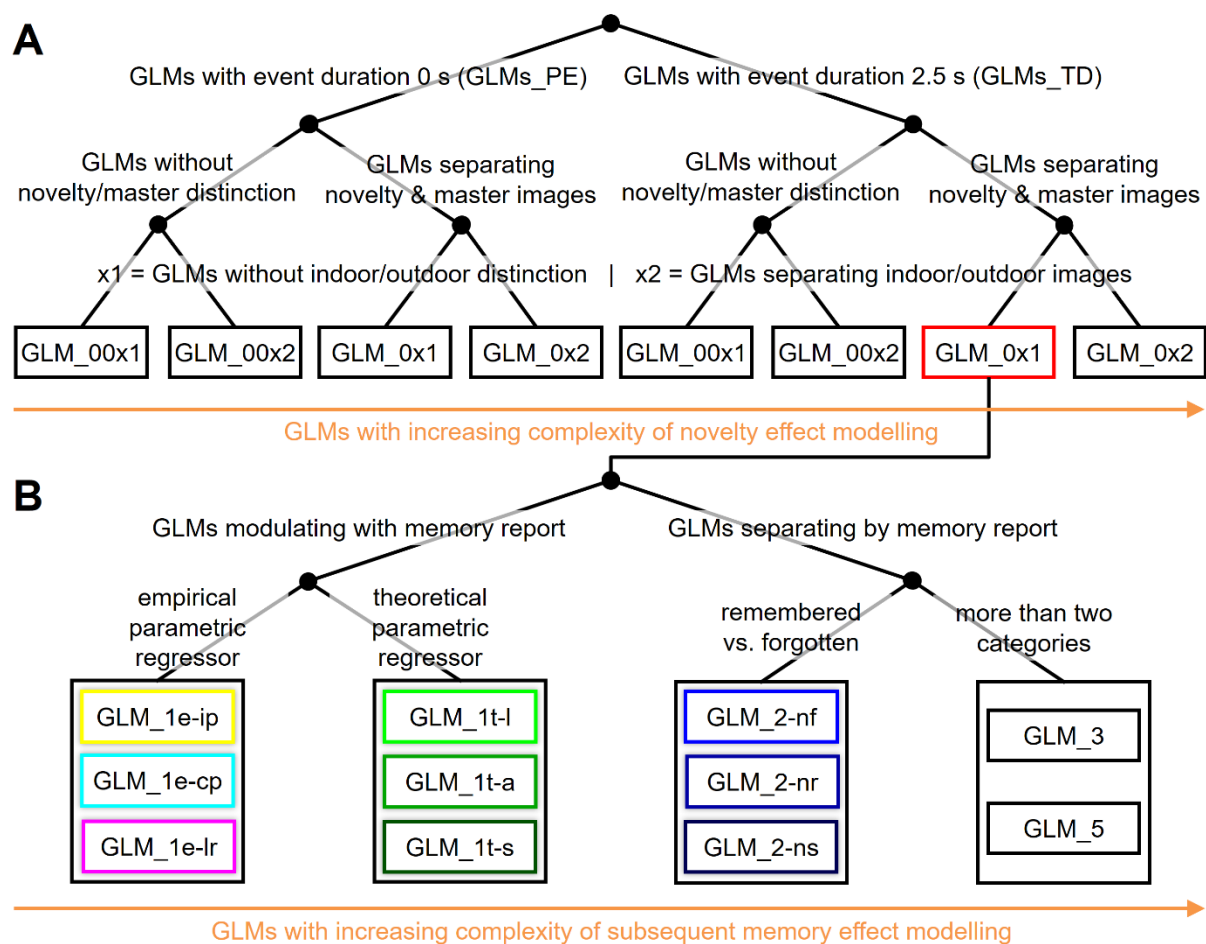 A
GLMs with event duration 0 s (GLMs_PE)
GLMs with event duration 2.5 s (GLMs_TD)
GLMs without
novelty/master distinction
GLMs separating
novelty & master images
GLMs without
novelty/master distinction
GLMs separating
novelty & master images
x1 = GLMs without indoor/outdoor distinction | x2 = GLMs separating indoor/outdoor images
GLM_00x1
GLM_00x2
GLM_0x1
GLM_0x2
GLM_00x1
GLM_00x2
GLM_0x1
GLM_0x2
GLMs with increasing complexity of novelty effect modelling
B
GLMs modulating with memory report
GLMs separating by memory report
empirical
parametric
regressor
theoretical
parametric
regressor
remembered
vs. forgotten
more than two
categories
GLM_1e-ip
GLM_1e-cp
GLM_1e-lr
GLM_1t-l
GLM_1t-a
GLM_1t-s
GLM_2-nf
GLM_2-nr
GLM_2-ns
GLM_3
GLM_5
GLMs with increasing complexity of subsequent memory effect modelling